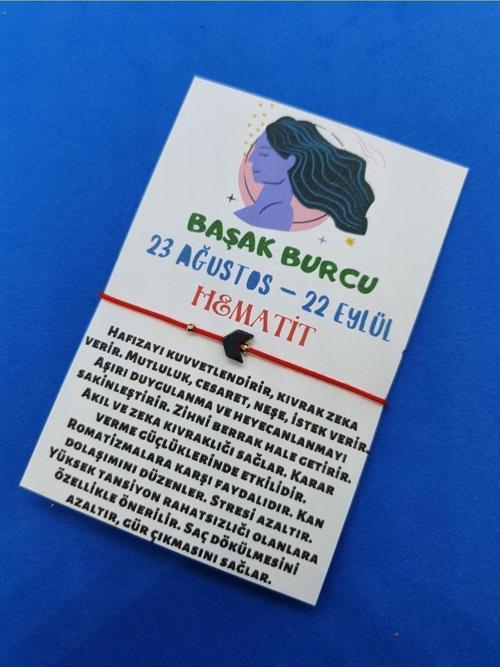 BAŞAK BURCU
23 AĞUSTOS – 22 EYLÜL
HEMATİT
HAFIZAYI KUVVETLENDİRİR, KIVRAK ZEKA
VERİR. MUTLULUK, CESARET, NEŞE, İSTEK VERİR.
AŞIRI DUYGULANMA VE HEYECANLANMAYI
SAKİNLEŞTİRİR. ZİHNİ BERRAK HALE GETİRİR.
AKIL VE ZEKA KIVRAKLIĞI SAĞLAR. KARAR
VERME GÜÇLÜKLERİNDE ETKİLİDİR.
ROMATİZMALARA KARŞI FAYDALIDIR. KAN
DOLAŞIMINI DÜZENLER. STRESİ AZALTIR.
YÜKSEK TANSİYON RAHATSIZLIĞI OLANLARA
ÖZELLİKLE ÖNERİLİR. SAÇ DÖKÜLMESİNİ
AZALTIR, GÜR ÇIKMASINI SAĞLAR.